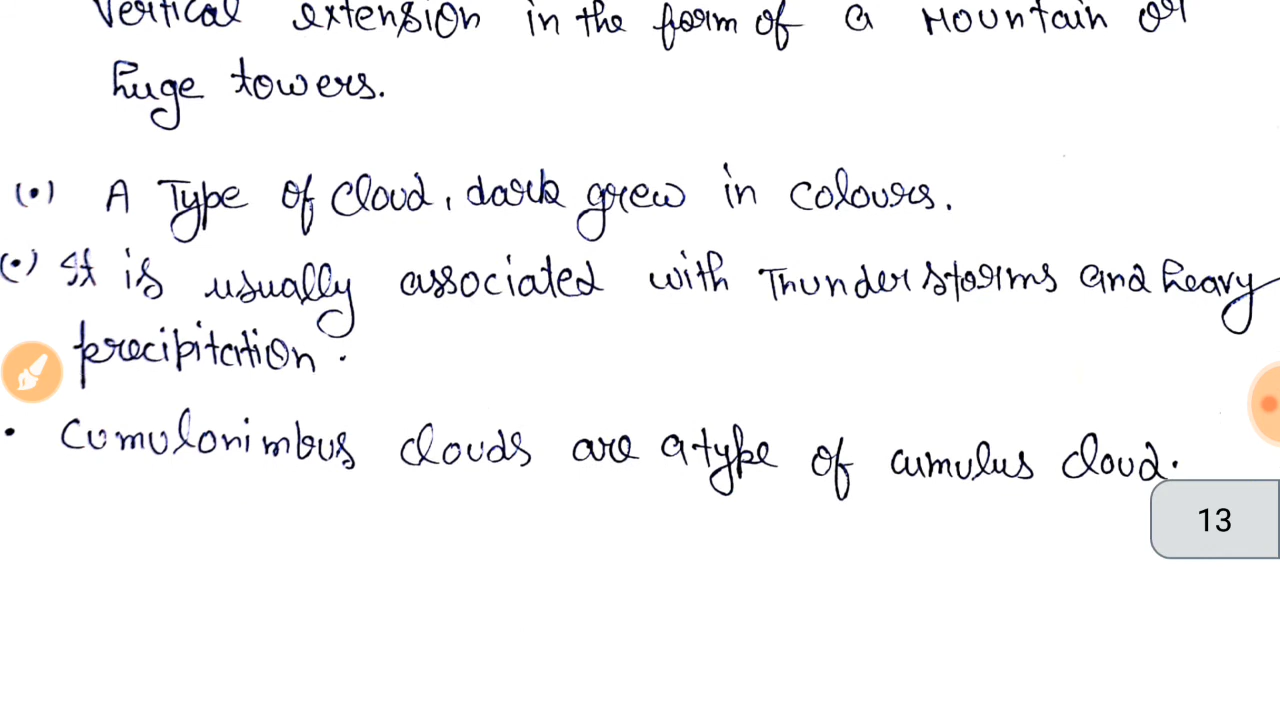 Vertical extension in the form of a Mountain or
huge towers.
(•) A Type of Cloud, dark grew in colours.
(•) It is usually associated with Thunderstorms and heavy
precipitation.
• Cumulonimbus clouds are a type of cumulus cloud.
13